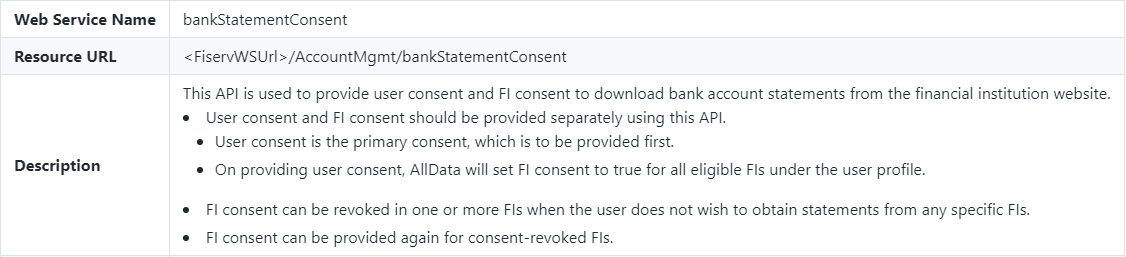 Web Service Name bankStatementConsent
Resource URL <FiservWSUrl>/AccountMgmt/bankStatementConsent
Description
This API is used to provide user consent and FI consent to download bank account statements from the financial institution website.
• User consent and FI consent should be provided separately using this API.
• User consent is the primary consent, which is to be provided first.
• On providing user consent, AllData will set FI consent to true for all eligible FIs under the user profile.
• FI consent can be revoked in one or more FIs when the user does not wish to obtain statements from any specific FIs.
• FI consent can be provided again for consent-revoked FIs.